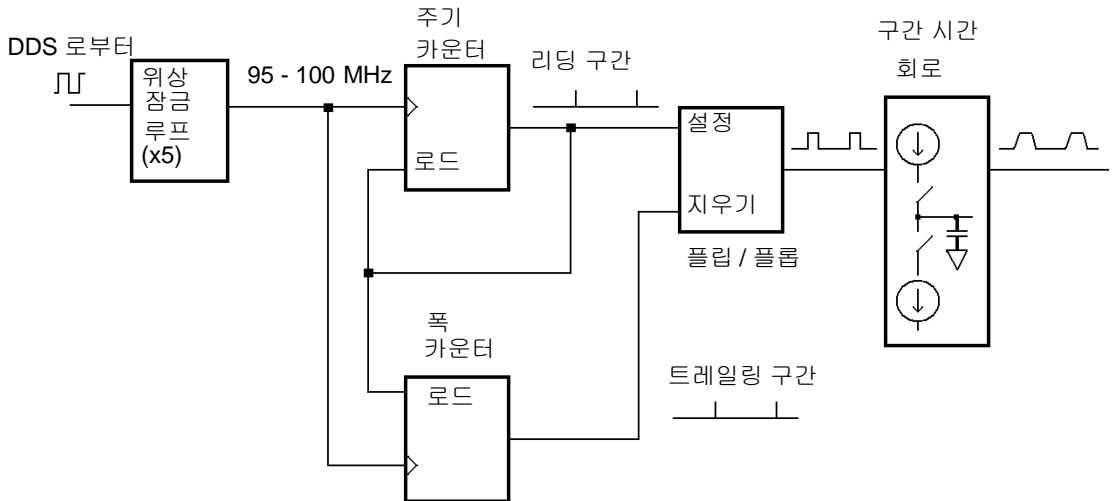 DDS 로부터
위상
잠금
루프
(x5)
95 - 100 MHz
주기
카운터
로드
리딩 구간
설정
지우기
플립 / 플롭
구간 시간
회로
폭
카운터
로드
트레일링 구간